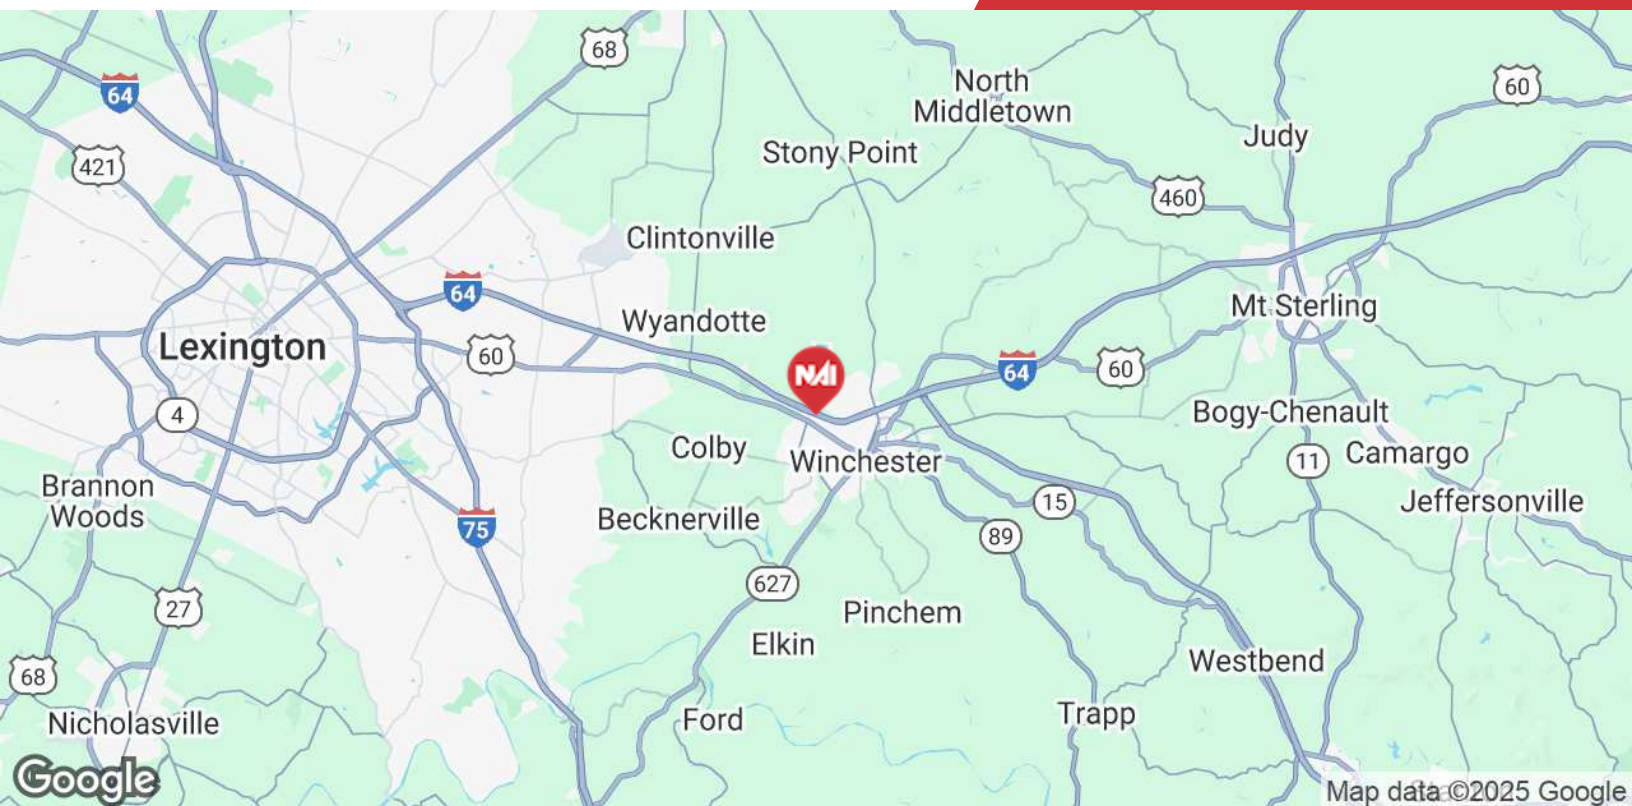 68
64
60
North
Middletown
Judy
Stony Point
421
460
Clintonville
64
Mt Sterling
Wyandotte
Lexington
60
NAI
64
60
4
Bogy-Chenault
Colby
Winchester
11
Camargo
Brannon
Woods
15
Jeffersonville
Becknerville
75
89
627
27
Pinchem
Elkin
Westbend
68
Nicholasville
Ford
Trapp
Google
Map data ©2025 Google